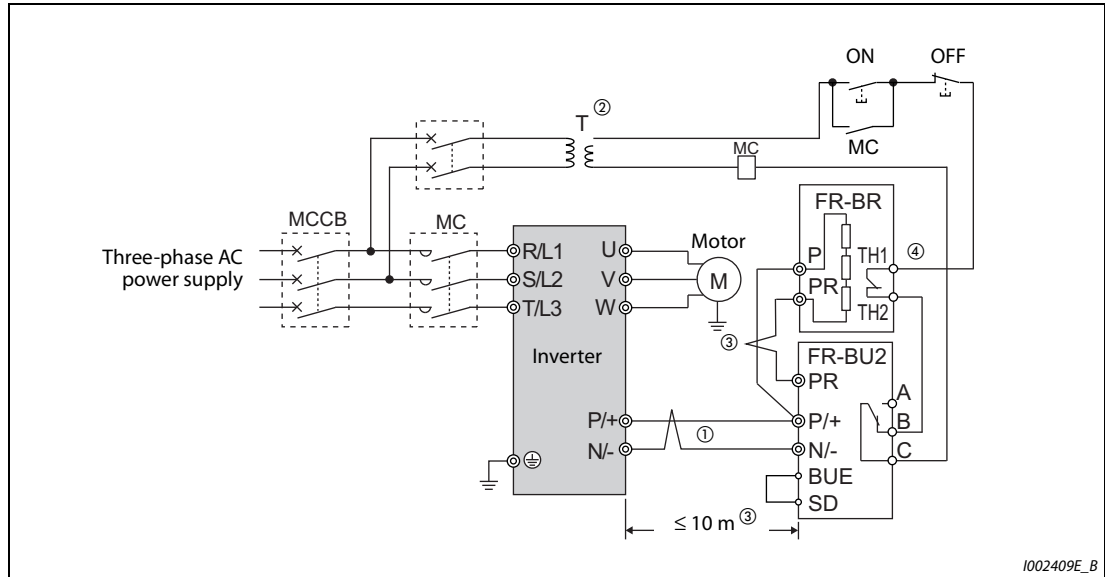 ON
OFF
T ②
MC
MC
MCCB
MC
Three-phase AC
power supply
R/L1
S/L2
T/L3
U
V
W
Motor
M
Inverter
P/+
N/-
①
FR-BR
P
PR
TH1
TH2
④
③
FR-BU2
PR
P/+
N/-
BUE
SD
A
B
C
≤ 10 m ③
I002409E_B